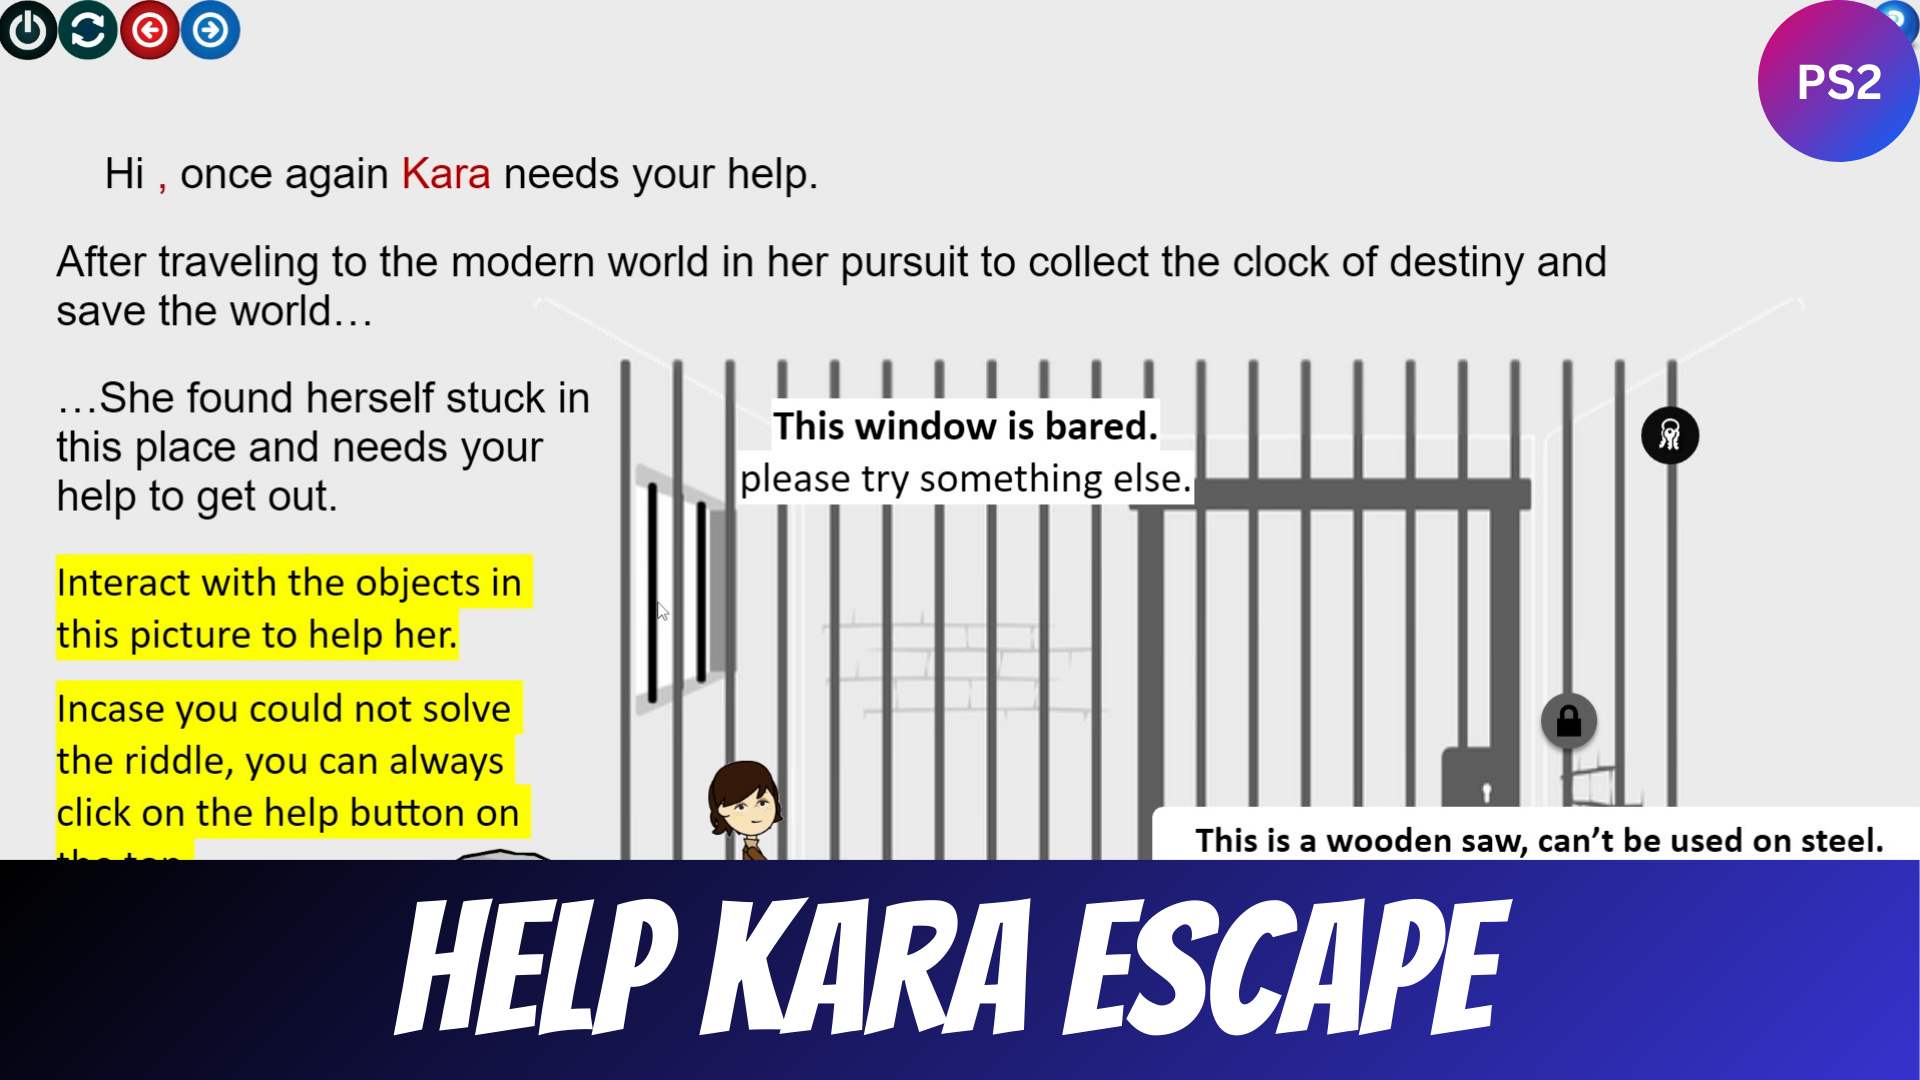 PS2
Hi , once again Kara needs your help.
After traveling to the modern world in her pursuit to collect the clock of destiny and
save the world…
…She found herself stuck in
this place and needs your
help to get out.
This window is bared.
please try something else.
Interact with the objects in
this picture to help her.
Incase you could not solve
the riddle, you can always
click on the help button on
the top.
This is a wooden saw, can’t be used on steel.
HELP KARA ESCAPE